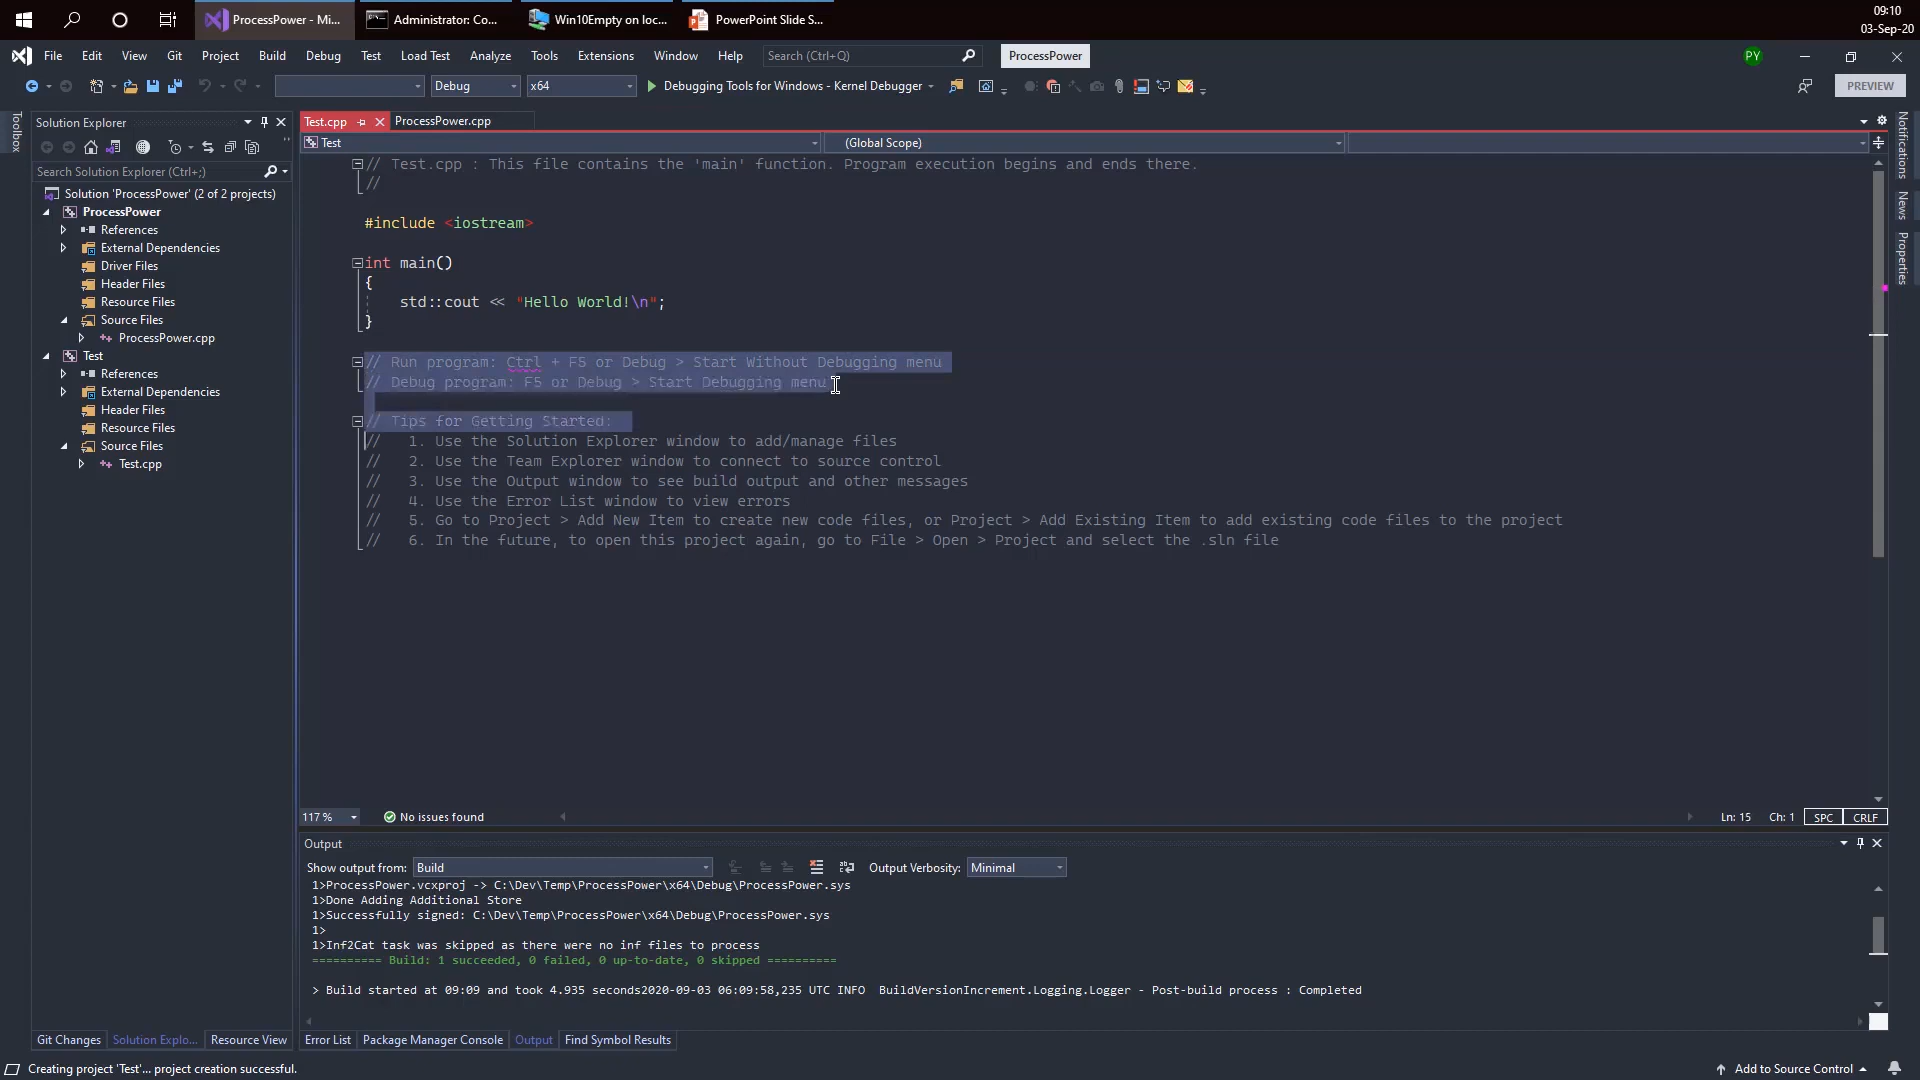 ProcessPower - Mi...
Administrator: Co...
Win10Empty on loc...
PowerPoint Slide S...
09:10
03-Sep-20
File Edit View Git Project Build Debug Test Load Test Analyze Tools Extensions Window Help Search (Ctrl+Q) ProcessPower PY
Debug x64 Debugging Tools for Windows - Kernel Debugger PREVIEW
Toolbox
Solution Explorer
Search Solution Explorer (Ctrl+;)
Solution 'ProcessPower' (2 of 2 projects)
ProcessPower
References
External Dependencies
Driver Files
Header Files
Resource Files
Source Files
ProcessPower.cpp
Test
References
External Dependencies
Header Files
Resource Files
Source Files
Test.cpp
Test.cpp ProcessPower.cpp
Test (Global Scope)
// Test.cpp : This file contains the 'main' function. Program execution begins and ends there.
//
#include <iostream>
int main()
{
std::cout << "Hello World!\n";
}
// Run program: Ctrl + F5 or Debug > Start Without Debugging menu
// Debug program: F5 or Debug > Start Debugging menu
// Tips for Getting Started:
// 1. Use the Solution Explorer window to add/manage files
// 2. Use the Team Explorer window to connect to source control
// 3. Use the Output window to see build output and other messages
// 4. Use the Error List window to view errors
// 5. Go to Project > Add New Item to create new code files, or Project > Add Existing Item to add existing code files to the project
// 6. In the future, to open this project again, go to File > Open > Project and select the .sln file
Notifications
News
Properties
117 % No issues found Ln: 15 Ch: 1 SPC CRLF
Output
Show output from: Build Output Verbosity: Minimal
1>ProcessPower.vcxproj -> C:\Dev\Temp\ProcessPower\x64\Debug\ProcessPower.sys
1>Done Adding Additional Store
1>Successfully signed: C:\Dev\Temp\ProcessPower\x64\Debug\ProcessPower.sys
1>
1>Inf2Cat task was skipped as there were no inf files to process
========== Build: 1 succeeded, 0 failed, 0 up-to-date, 0 skipped ==========
> Build started at 09:09 and took 4.935 seconds2020-09-03 06:09:58,235 UTC INFO BuildVersionIncrement.Logging.Logger - Post-build process : Completed
Git Changes Solution Explo... Resource View Error List Package Manager Console Output Find Symbol Results
Creating project 'Test'... project creation successful. Add to Source Control